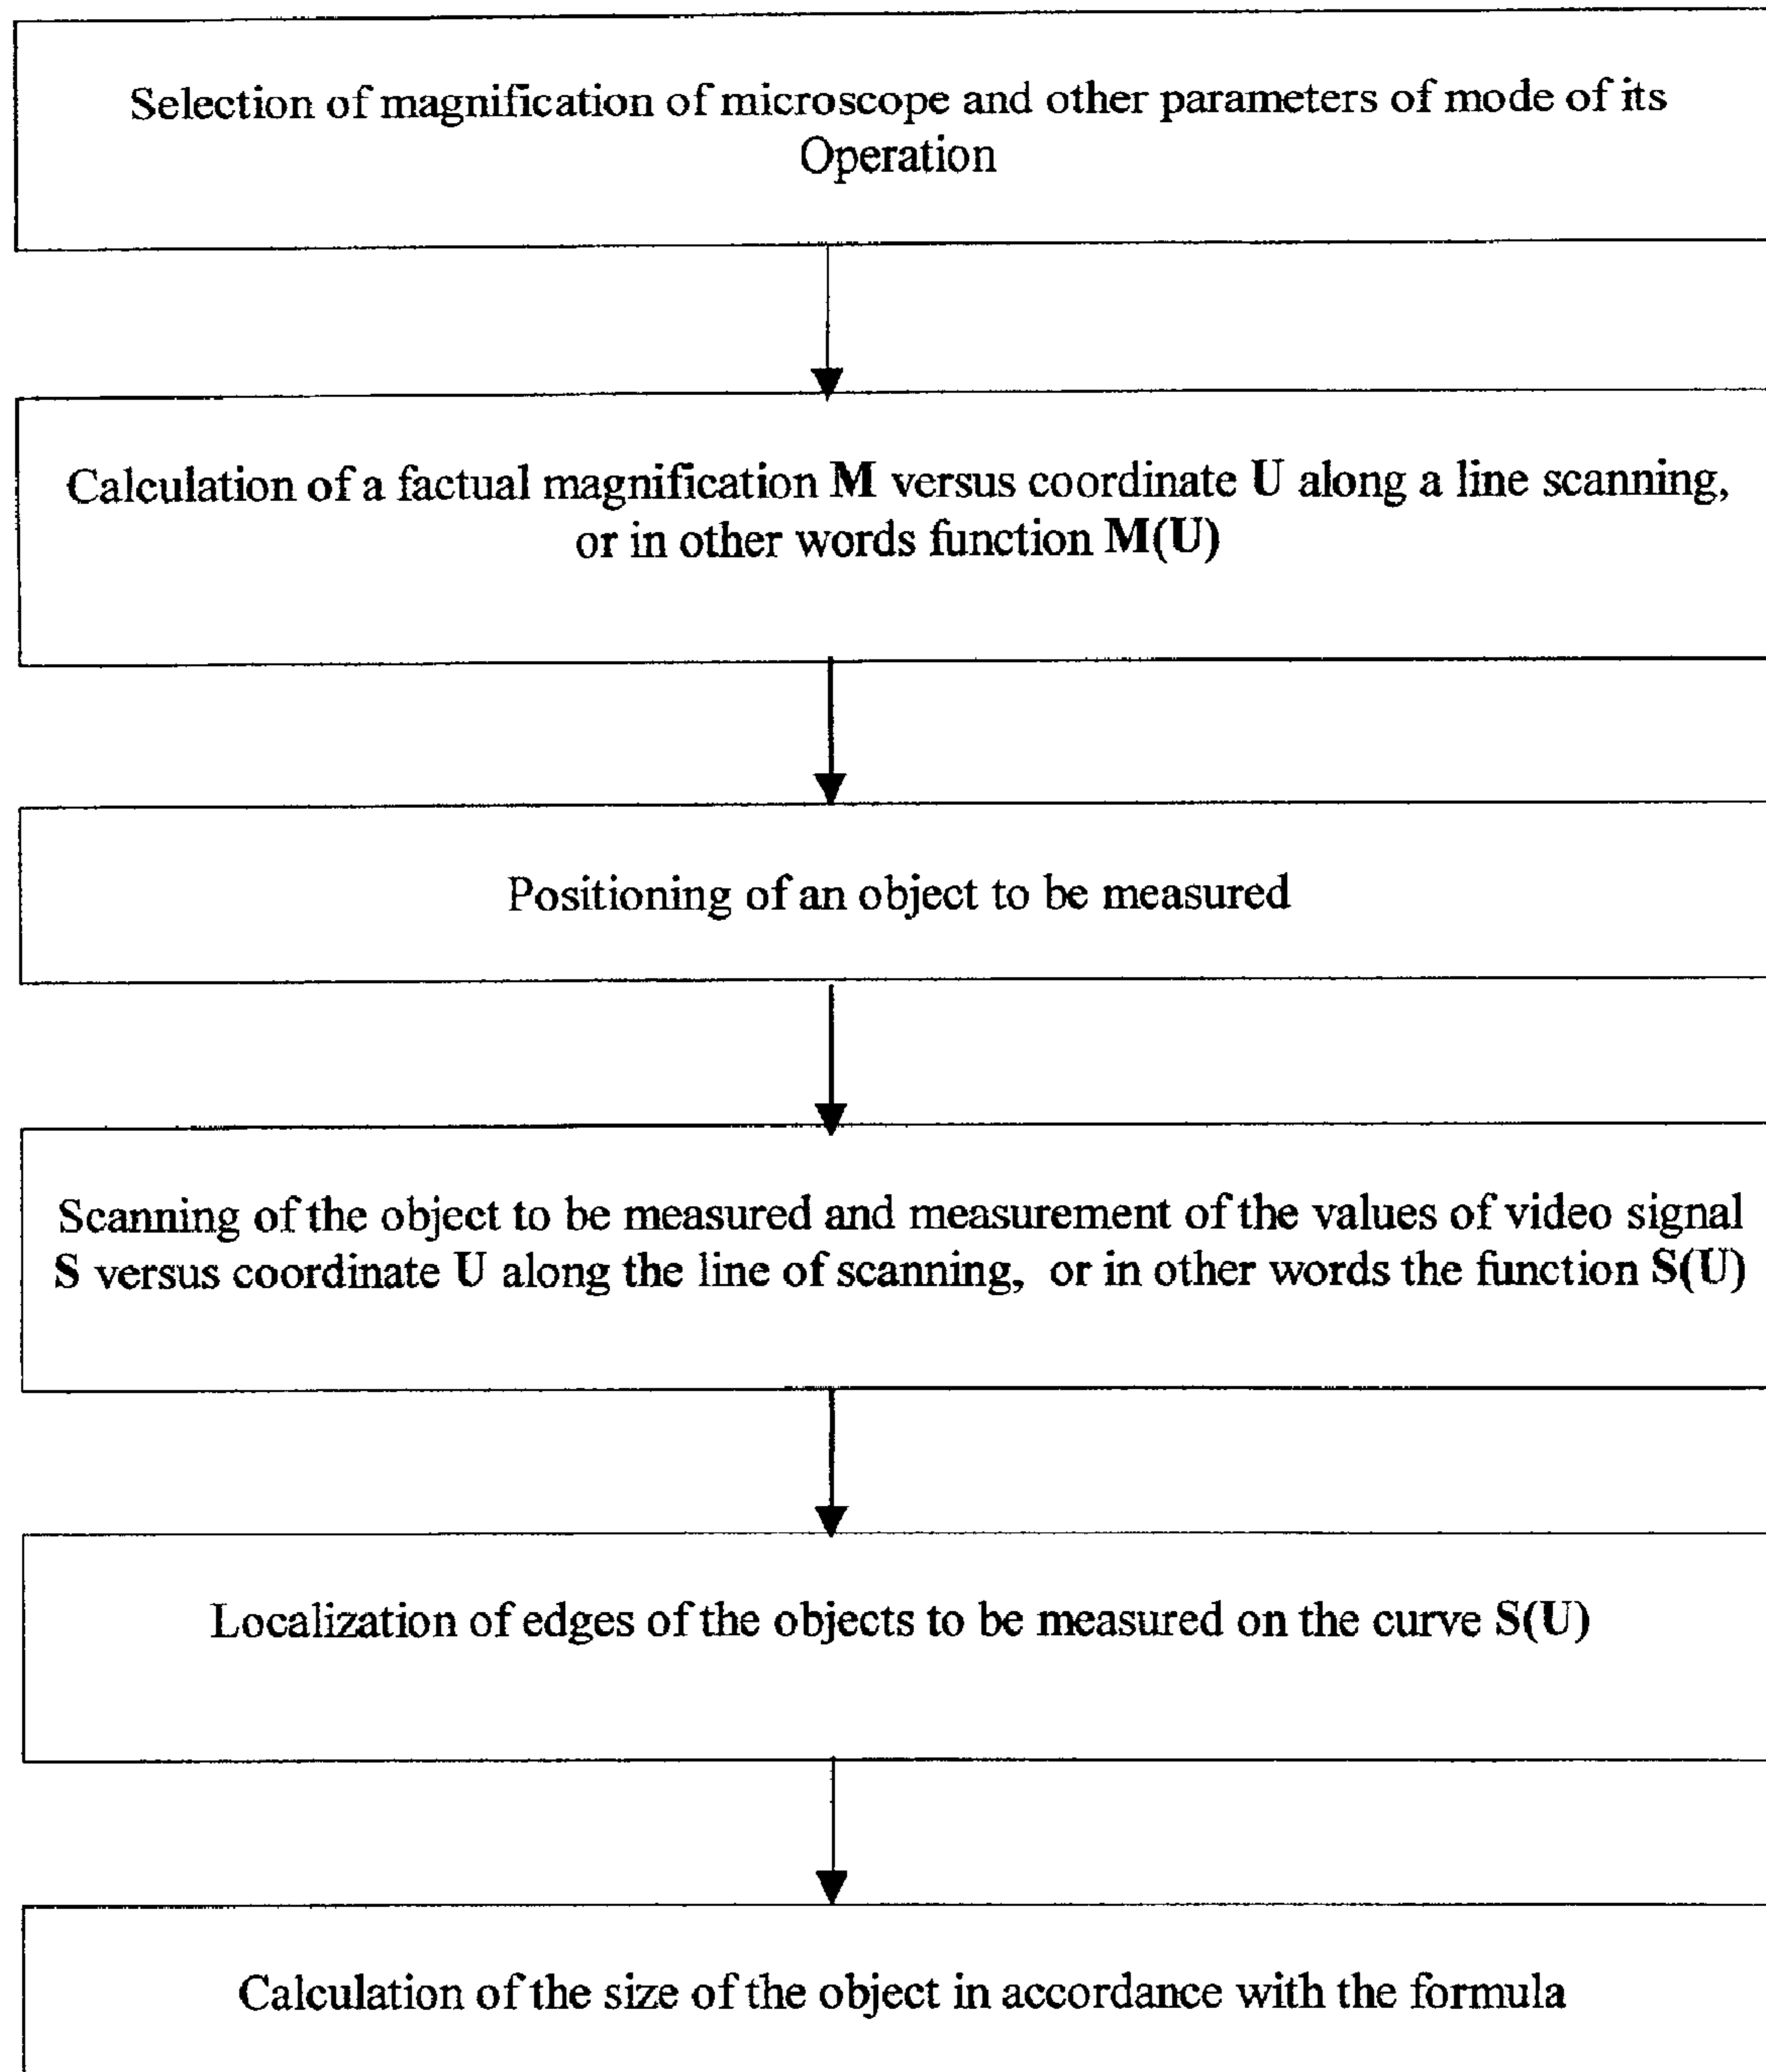 Selection of magnification of microscope and other parameters of mode of its
Operation
Calculation of a factual magnification M versus coordinate U along a line scanning,
or in other words function M(U)
Positioning of an object to be measured
Scanning of the object to be measured and measurement of the values of video signal
S versus coordinate U along the line of scanning, or in other words the function S(U)
Localization of edges of the objects to be measured on the curve S(U)
Calculation of the size of the object in accordance with the formula